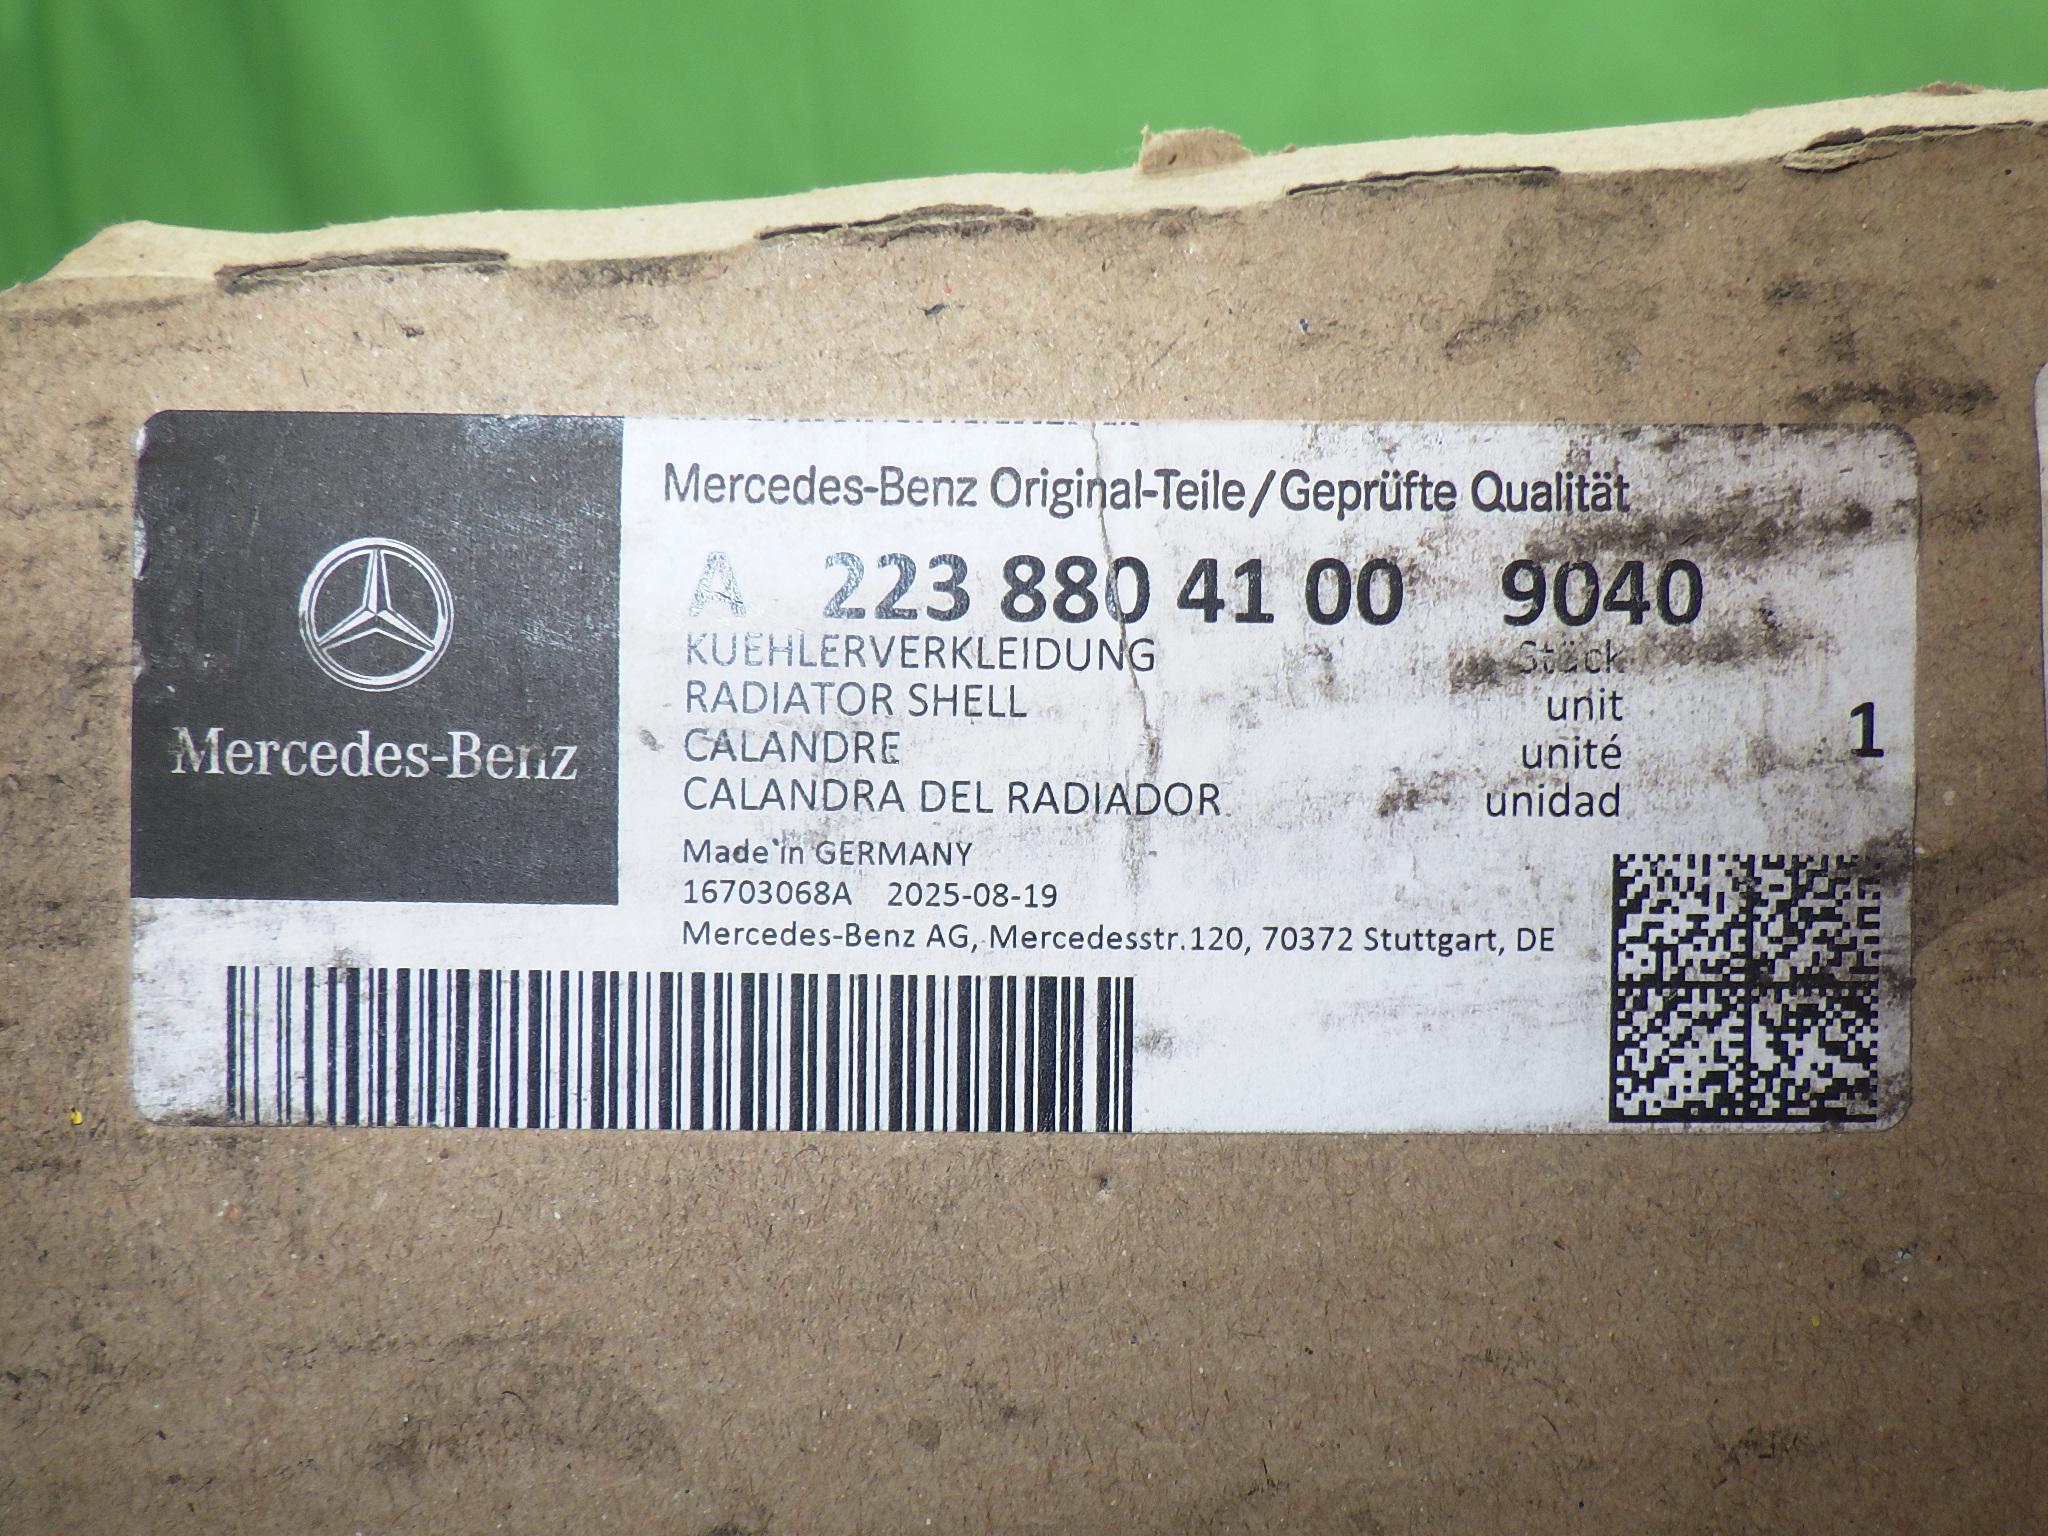 Mercedes-Benz
Mercedes-Benz Original-Teile/Geprüfte Qualität
A 223 880 41 00 9040
KUEHLERVERKLEIDUNG Stück
RADIATOR SHELL unit
CALANDRE unité 1
CALANDRA DEL RADIADOR unidad
Made in GERMANY
16703068A 2025-08-19
Mercedes-Benz AG, Mercedesstr.120, 70372 Stuttgart, DE